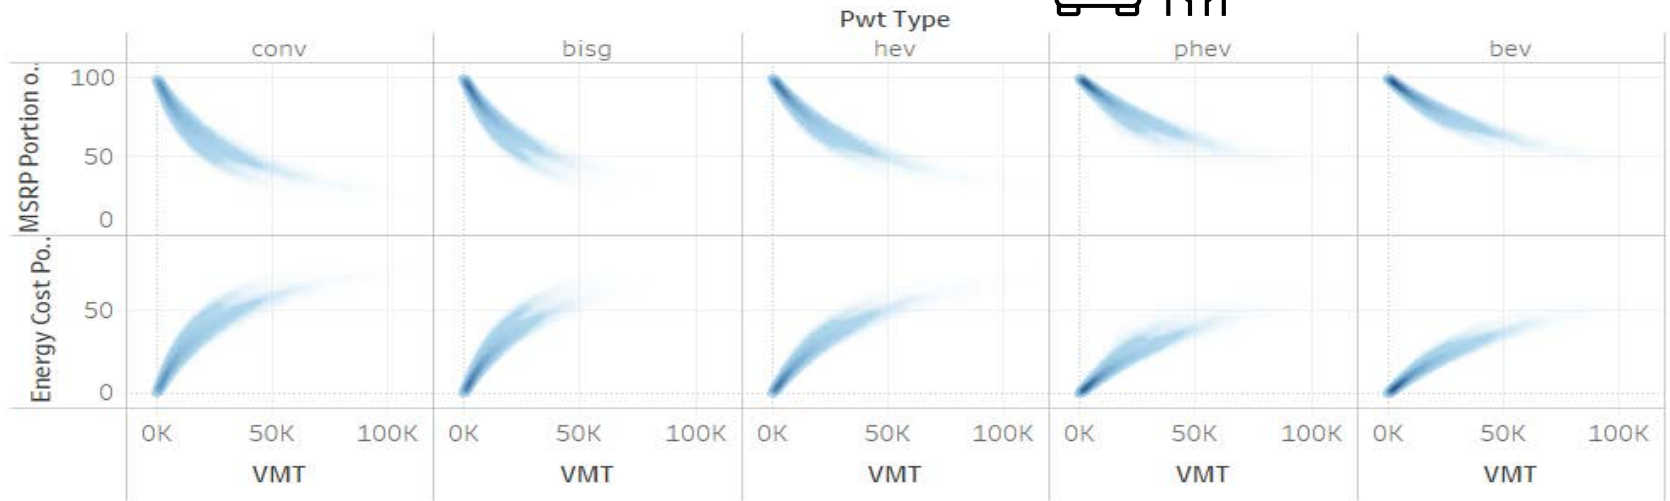 Pwt Type
conv bisg hev phev bev
MSRP Portion o..
100
50
0
Energy Cost Po..
50
0
0K 50K 100K 0K 50K 100K 0K 50K 100K 0K 50K 100K 0K 50K 100K
VMT VMT VMT VMT VMT